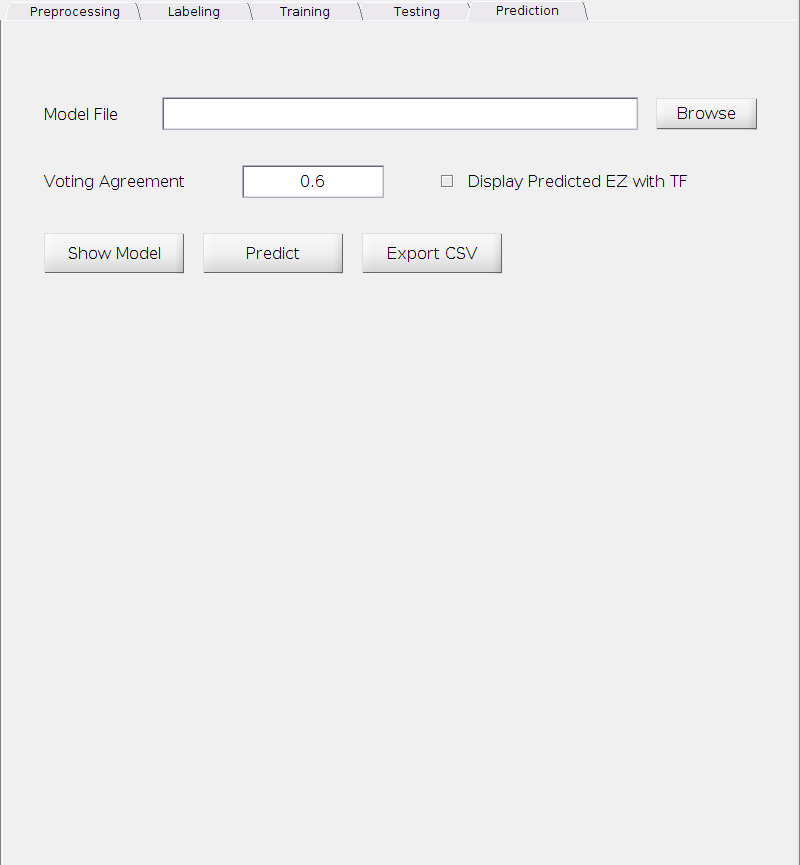 Preprocessing Labeling Training Testing Prediction
Model File Browse
Voting Agreement 0.6 Display Predicted EZ with TF
Show Model Predict Export CSV